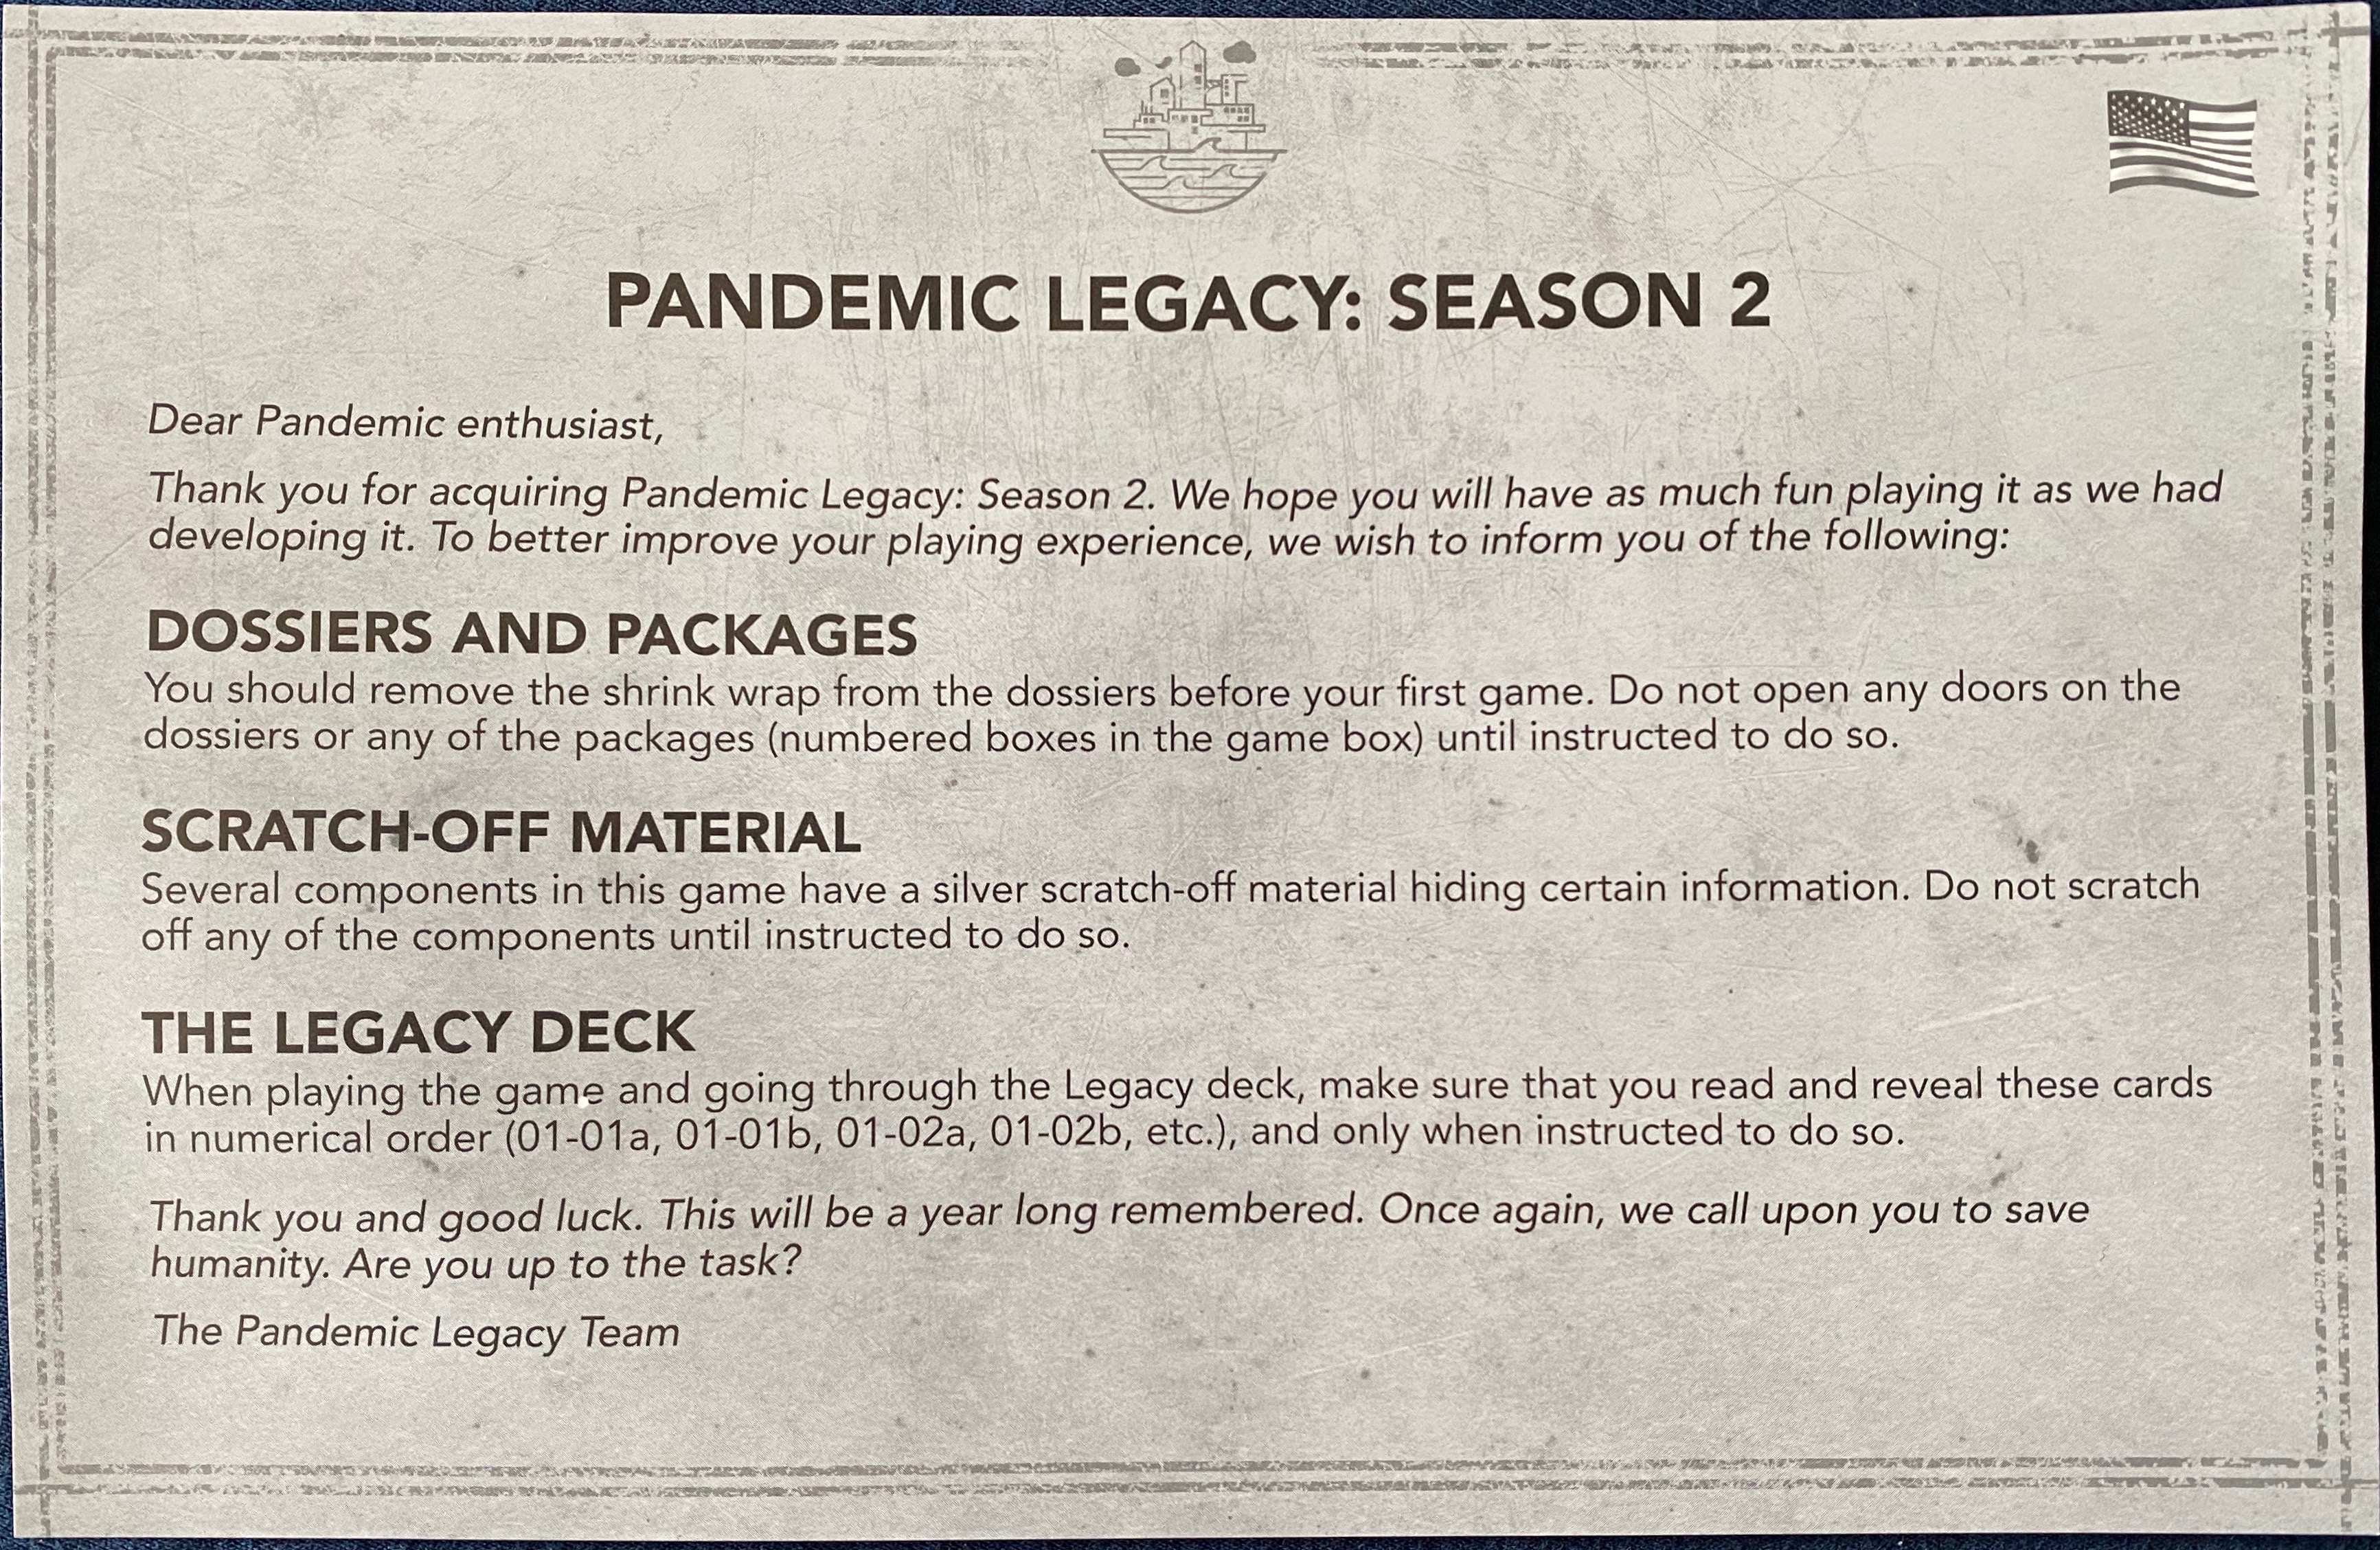 PANDEMIC LEGACY: SEASON 2
Dear Pandemic enthusiast,
Thank you for acquiring Pandemic Legacy: Season 2. We hope you will have as much fun playing it as we had
developing it. To better improve your playing experience, we wish to inform you of the following:
DOSSIERS AND PACKAGES
You should remove the shrink wrap from the dossiers before your first game. Do not open any doors on the
dossiers or any of the packages (numbered boxes in the game box) until instructed to do so.
SCRATCH-OFF MATERIAL
Several components in this game have a silver scratch-off material hiding certain information. Do not scratch
off any of the components until instructed to do so.
THE LEGACY DECK
When playing the game and going through the Legacy deck, make sure that you read and reveal these cards
in numerical order (01-01a, 01-01b, 01-02a, 01-02b, etc.), and only when instructed to do so.
Thank you and good luck. This will be a year long remembered. Once again, we call upon you to save
humanity. Are you up to the task?
The Pandemic Legacy Team